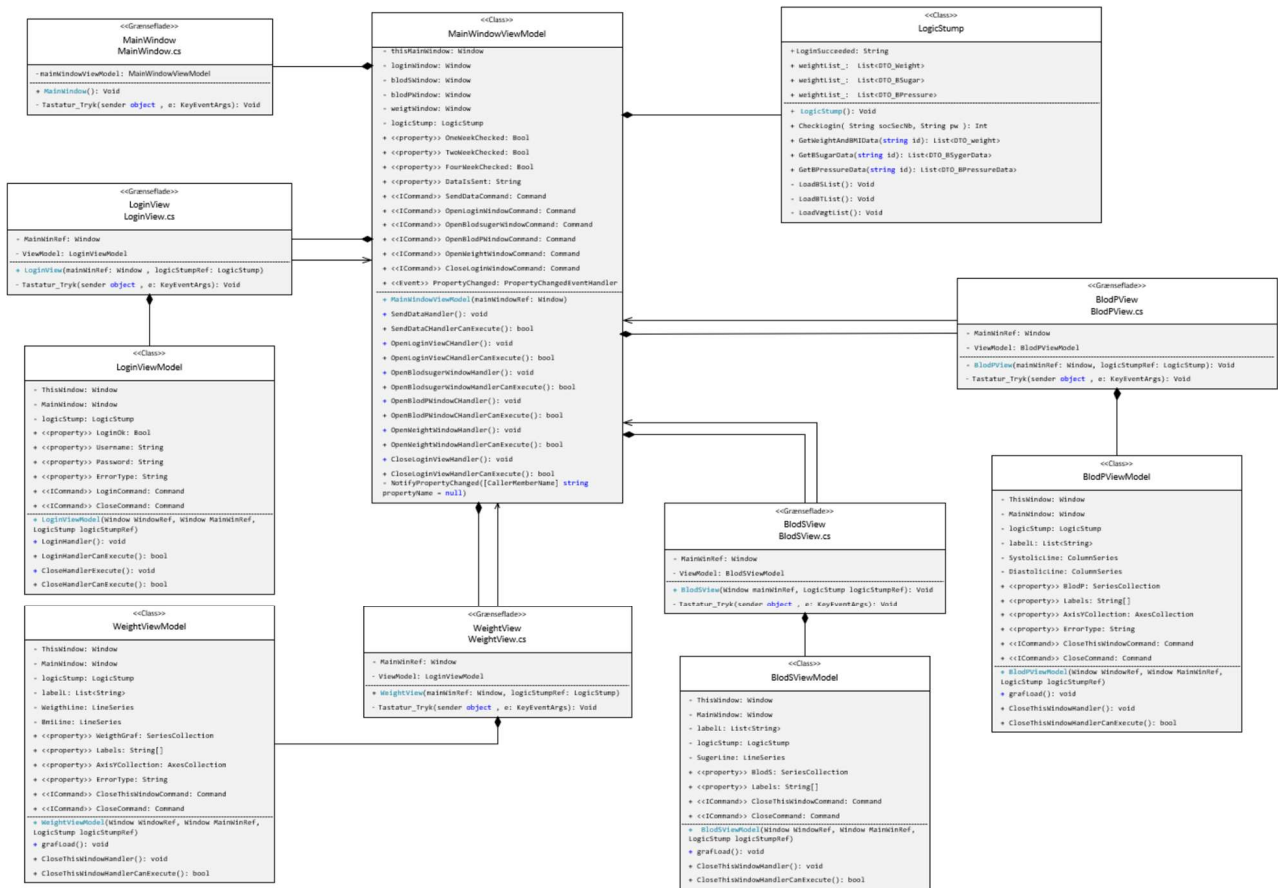 <<Grænseflade>>
MainWindow
MainWindow.cs
-mainWindowViewModel: MainWindowViewModel
+ MainWindow(): Void
- Tastatur_Tryk(sender object , e: KeyEventArgs): Void
<<Grænseflade>>
LoginView
LoginView.cs
- MainWinRef: Window
- ViewModel: LoginViewModel
+ LoginView(mainWinRef: Window , logicStumpRef: LogicStump)
- Tastatur_Tryk(sender object , e: KeyEventArgs): Void
<<Class>>
LoginViewModel
- ThisWindow: Window
- MainWindow: Window
- logicStump: LogicStump
+ <<property>> LoginOk: Bool
+ <<property>> Username: String
+ <<property>> Password: String
+ <<property>> ErrorType: String
+ <<ICommand>> LoginCommand: Command
+ <<ICommand>> CloseCommand: Command
+ LoginViewModel(Window WindowRef, Window MainWinRef,
LogicStump logicStumpRef)
+ LoginHandler(): void
+ LoginHandlerCanExecute(): bool
+ CloseHandlerExecute(): void
+ CloseHandlerCanExecute(): bool
<<Class>>
WeightViewModel
- ThisWindow: Window
- MainWindow: Window
- logicStump: LogicStump
- labelL: List<String>
- WeigthLine: LineSeries
- BmiLine: LineSeries
+ <<property>> WeigthGraf: SeriesCollection
+ <<property>> Labels: String[]
+ <<property>> AxisYCollection: AxesCollection
+ <<property>> ErrorType: String
+ <<ICommand>> CloseThisWindowCommand: Command
+ <<ICommand>> CloseCommand: Command
+ WeightViewModel(Window WindowRef, Window MainWinRef,
LogicStump logicStumpRef)
+ grafLoad(): void
+ CloseThisWindowHandler(): void
+ CloseThisWindowHandlerCanExecute(): bool
<<Class>>
MainWindowViewModel
- thisMainWindow: Window
- loginWindow: Window
- blodSWindow: Window
- blodPWindow: Window
- weigtWindow: Window
- logicStump: LogicStump
+ <<property>> OneWeekChecked: Bool
+ <<property>> TwoWeekChecked: Bool
+ <<property>> FourWeekChecked: Bool
+ <<property>> DataIsSent: String
+ <<ICommand>> SendDataCommand: Command
+ <<ICommand>> OpenLoginWindowCommand: Command
+ <<ICommand>> OpenBlodsugerWindowCommand: Command
+ <<ICommand>> OpenBlodPWindowCommand: Command
+ <<ICommand>> OpenWeightWindowCommand: Command
+ <<ICommand>> CloseLoginWindowCommand: Command
+ <<Event>> PropertyChanged: PropertyChangedEventHandler
+ MainWindowViewModel(mainWindowRef: Window)
+ SendDataHandler(): void
+ SendDataCHandlerCanExecute(): bool
+ OpenLoginViewCHandler(): void
+ OpenLoginViewCHandlerCanExecute(): bool
+ OpenBlodsugerWindowHandler(): void
+ OpenBlodsugerWindowHandlerCanExecute(): bool
+ OpenBlodPWindowCHandler(): void
+ OpenBlodPWindowCHandlerCanExecute(): bool
+ OpenWeightWindowHandler(): void
+ OpenWeightWindowHandlerCanExecute(): bool
+ CloseLoginViewHandler(): void
+ CloseLoginViewHandlerCanExecute(): bool
- NotifyPropertyChanged([CallerMemberName] string
propertyName = null)
<<Grænseflade>>
WeightView
WeightView.cs
- MainWinRef: Window
- ViewModel: LoginViewModel
+ WeightView(mainWinRef: Window, logicStumpRef: LogicStump)
- Tastatur_Tryk(sender object , e: KeyEventArgs): Void
<<Class>>
LogicStump
+ LoginSucceeded: String
+ weightList_: List<DTO_Weight>
+ weightList_: List<DTO_BSugar>
+ weightList_: List<DTO_BPressure>
+ LogicStump(): Void
+ CheckLogin( String socSecNb, String pw ): Int
+ GetWeightAndBMIData(string id): List<DTO_weight>
+ GetBSugarData(string id): List<DTO_BSygerData>
+ GetBPressureData(string id): List<DTO_BPressureData>
- LoadBSList(): Void
- LoadBTList(): Void
- LoadVægtList(): Void
<<Grænseflade>>
BlodPView
BlodPView.cs
- MainWinRef: Window
- ViewModel: BlodPViewModel
- BlodPView(mainWinRef: Window, logicStumpRef: LogicStump): Void
- Tastatur_Tryk(sender object , e: KeyEventArgs): Void
<<Class>>
BlodPViewModel
- ThisWindow: Window
- MainWindow: Window
- logicStump: LogicStump
- labelL: List<String>
- SystolicLine: ColumnSeries
- DiastolicLine: ColumnSeries
+ <<property>> BlodP: SeriesCollection
+ <<property>> Labels: String[]
+ <<property>> AxisYCollection: AxesCollection
+ <<property>> ErrorType: String
+ <<ICommand>> CloseThisWindowCommand: Command
+ <<ICommand>> CloseCommand: Command
+ BlodPViewModel(Window WindowRef, Window MainWinRef,
LogicStump logicStumpRef)
+ grafLoad(): void
+ CloseThisWindowHandler(): void
+ CloseThisWindowHandlerCanExecute(): bool
<<Grænseflade>>
BlodSView
BlodSView.cs
- MainWinRef: Window
- ViewModel: BlodSViewModel
+ BlodSView(Window mainWinRef, LogicStump logicStumpRef): Void
- Tastatur_Tryk(sender object , e: KeyEventArgs): Void
<<Class>>
BlodSViewModel
- ThisWindow: Window
- MainWindow: Window
- labelL: List<String>
- logicStump: LogicStump
- SugerLine: LineSeries
+ <<property>> BlodS: SeriesCollection
+ <<property>> Labels: String[]
+ <<ICommand>> CloseThisWindowCommand: Command
+ <<ICommand>> CloseCommand: Command
+ BlodSViewModel(Window WindowRef, Window MainWinRef,
LogicStump logicStumpRef)
+ grafLoad(): void
+ CloseThisWindowHandler(): void
+ CloseThisWindowHandlerCanExecute(): bool